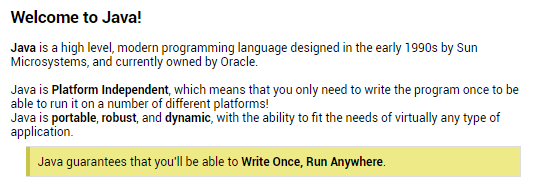 Welcome to Java!
Java is a high level, modern programming language designed in the early 1990s by Sun
Microsystems, and currently owned by Oracle.
Java is Platform Independent, which means that you only need to write the program once to be
able to run it on a number of different platforms!
Java is portable, robust, and dynamic, with the ability to fit the needs of virtually any type of
application.
Java guarantees that you'll be able to Write Once, Run Anywhere.